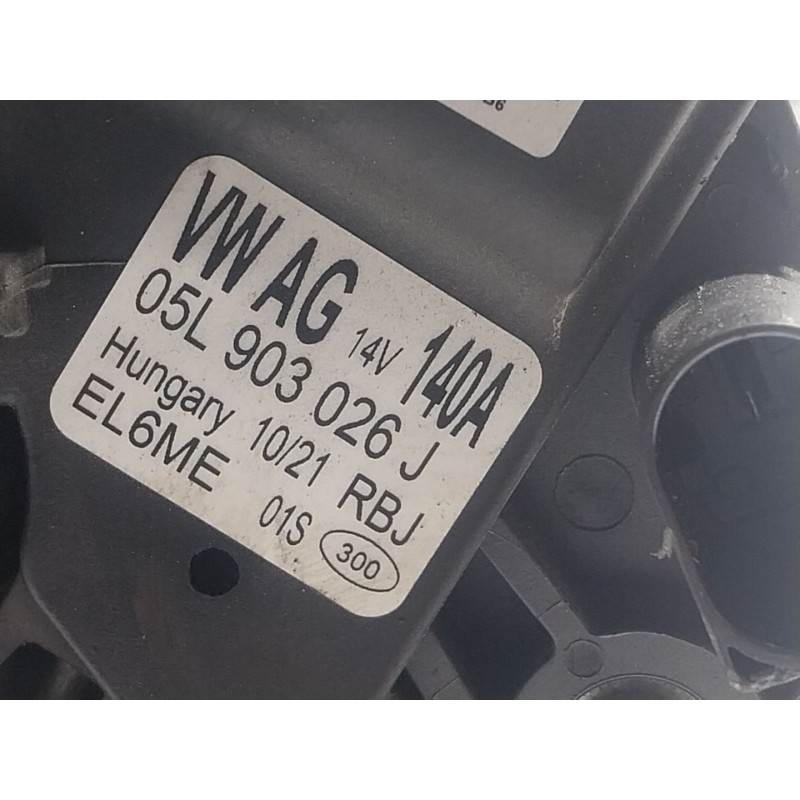 VW AG 14V 140A
05L 903 026 J
Hungary 10/21 RBJ
EL6ME 01S 300